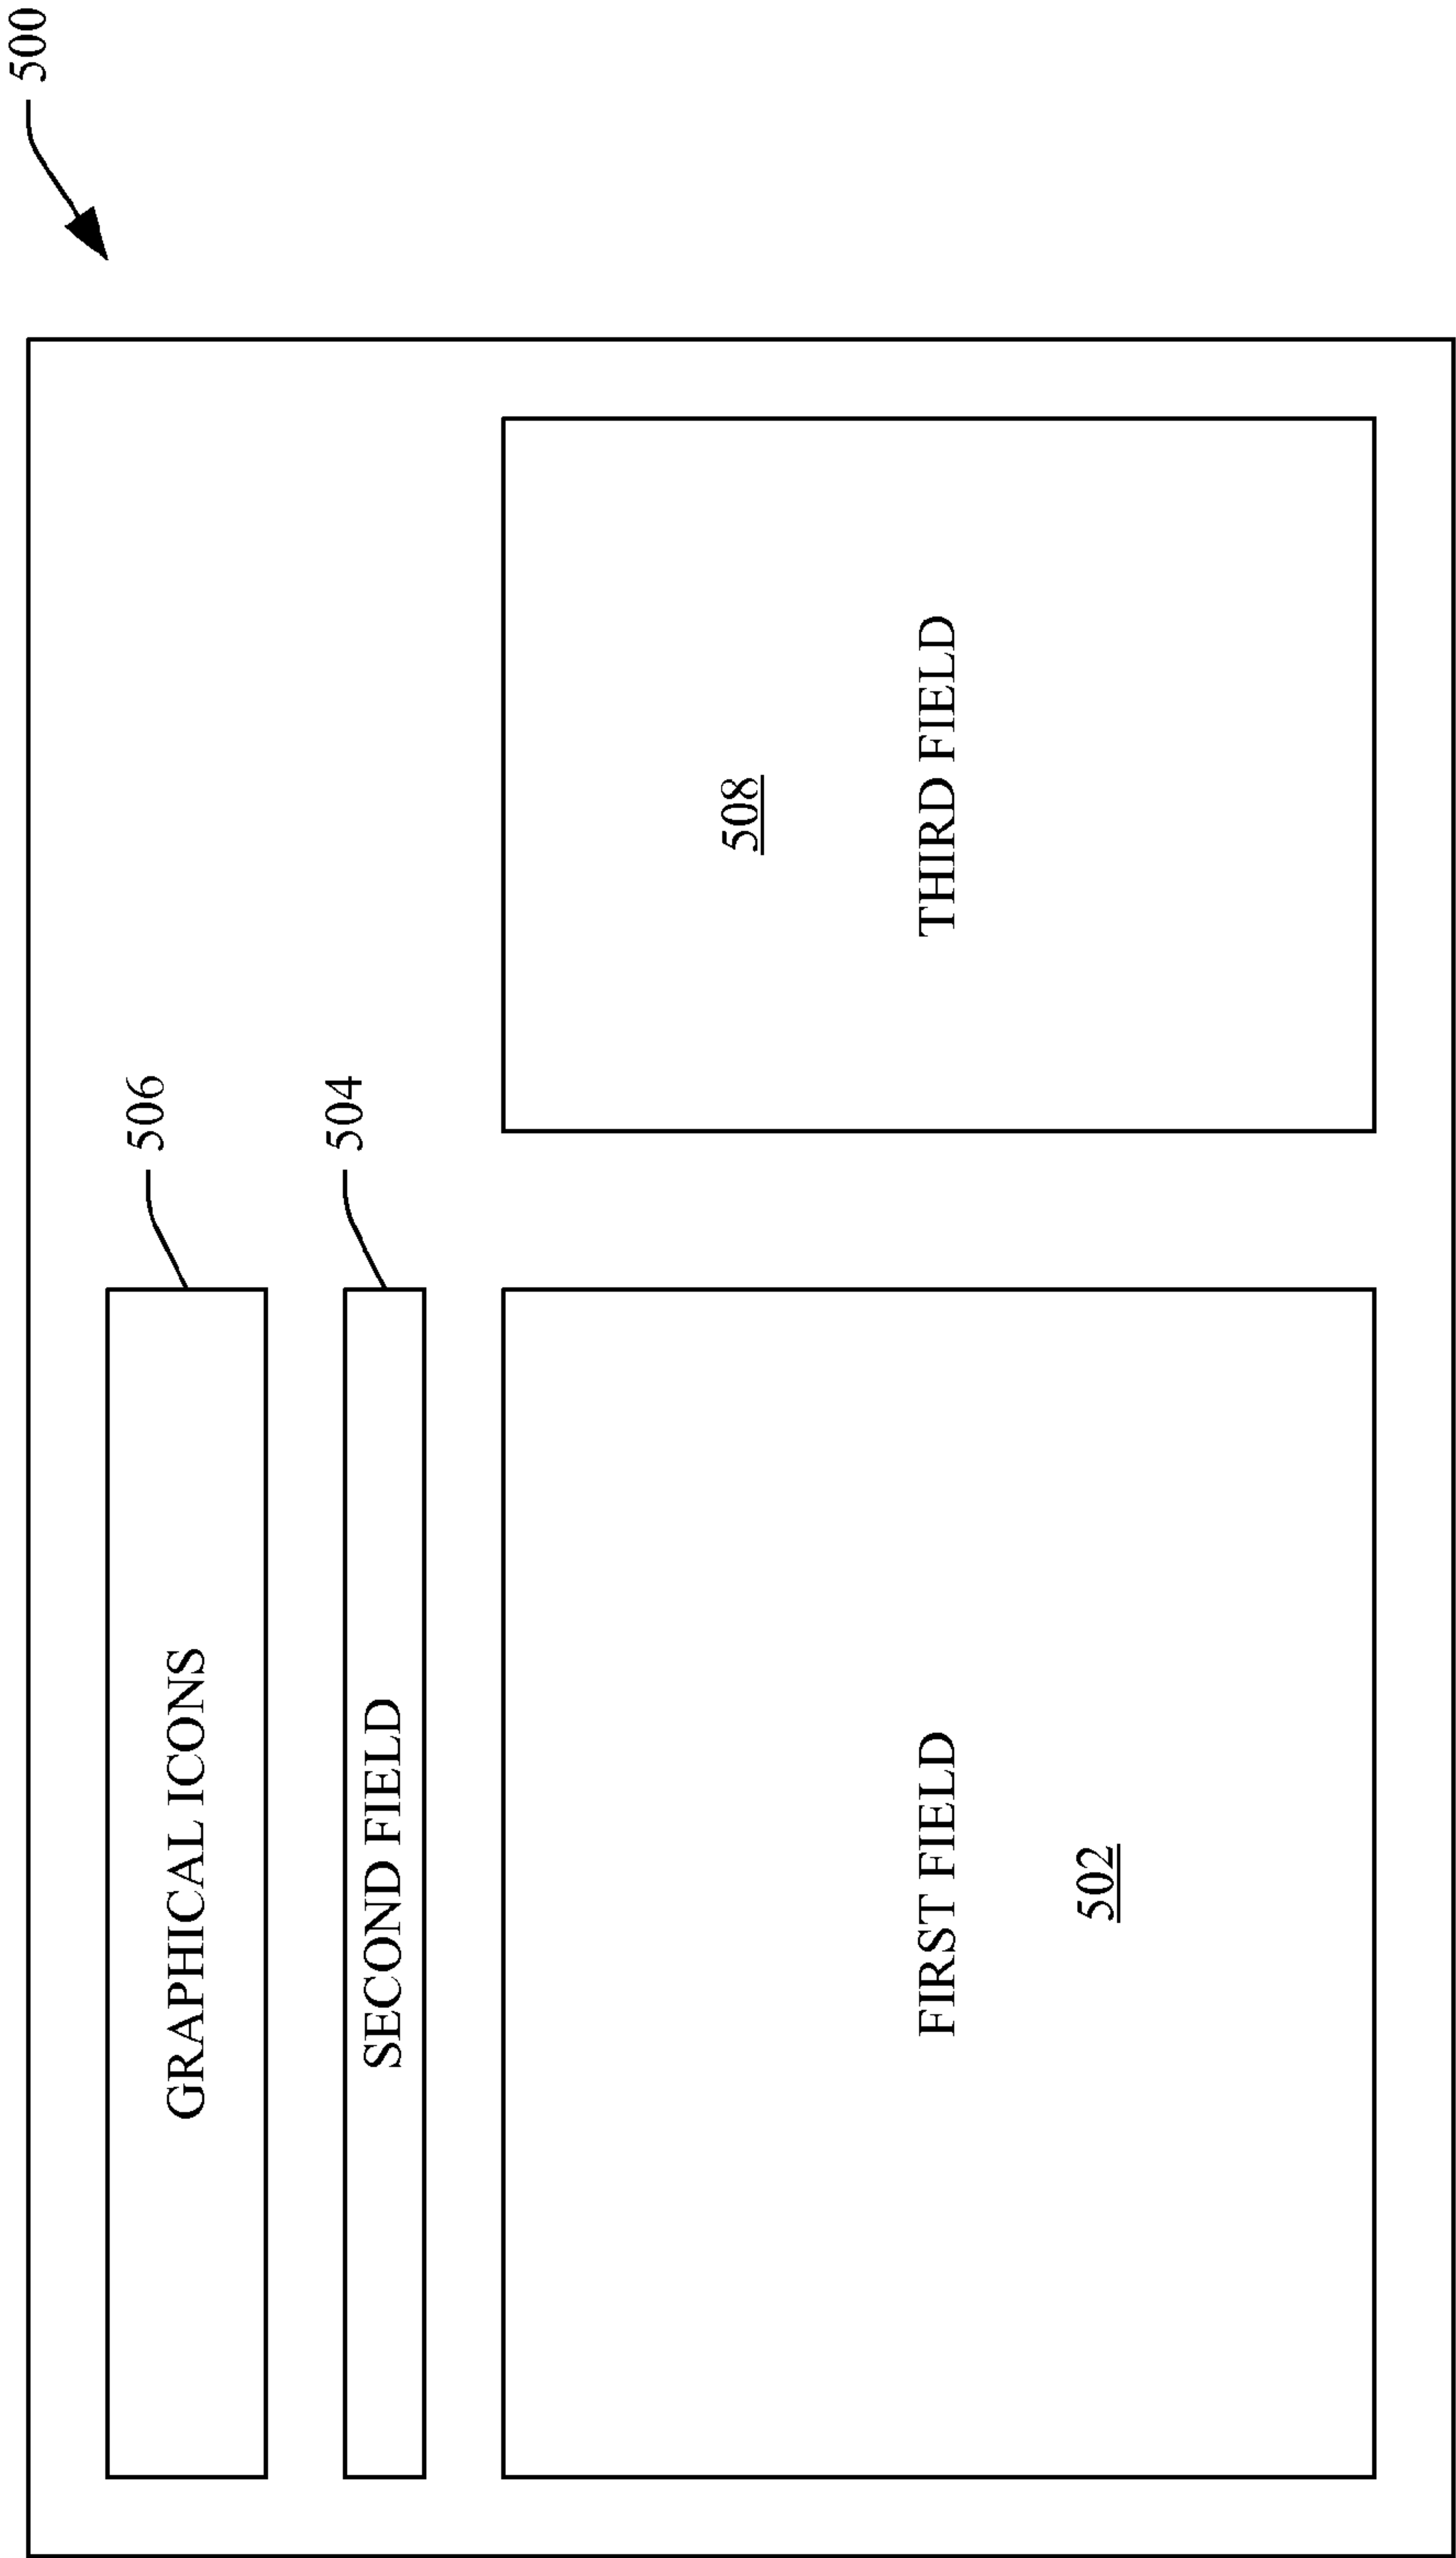 500
GRAPHICAL ICONS
506
SECOND FIELD
504
FIRST FIELD
502
508
THIRD FIELD